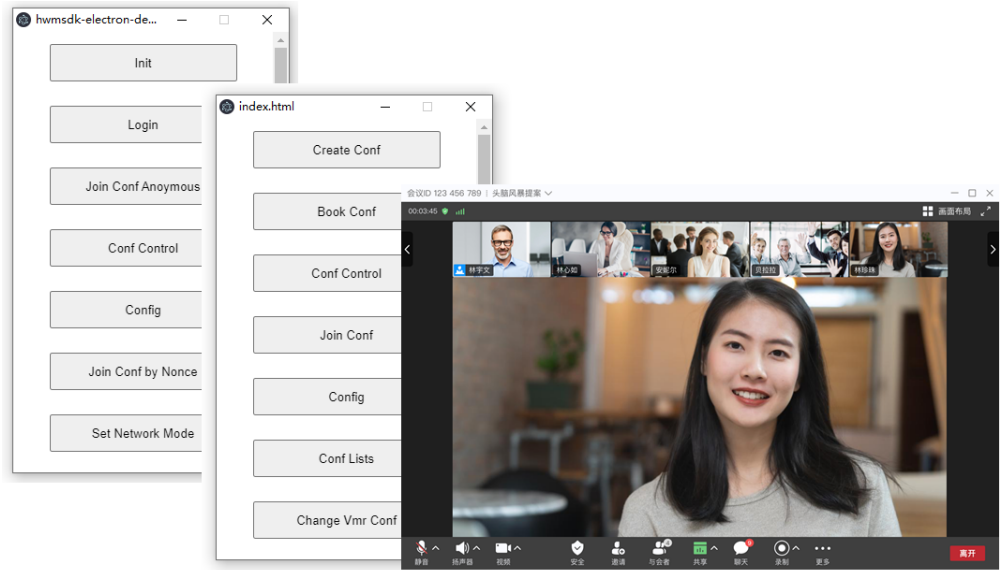 hwmsdk-electron-de...
Init
Login
Join Conf Anoymous
Conf Control
Config
Join Conf by Nonce
Set Network Mode
index.html
Create Conf
Book Conf
Conf Control
Join Conf
Config
Conf Lists
Change Vmr Conf
会议ID 123 456 789 | 头脑风暴提案
00:03:45 画面布局
林宇文 林心如 安妮尔 贝拉拉 林珍妹
静音 扬声器 视频 安全 邀请 与会者 共享 聊天 录制 更多 离开